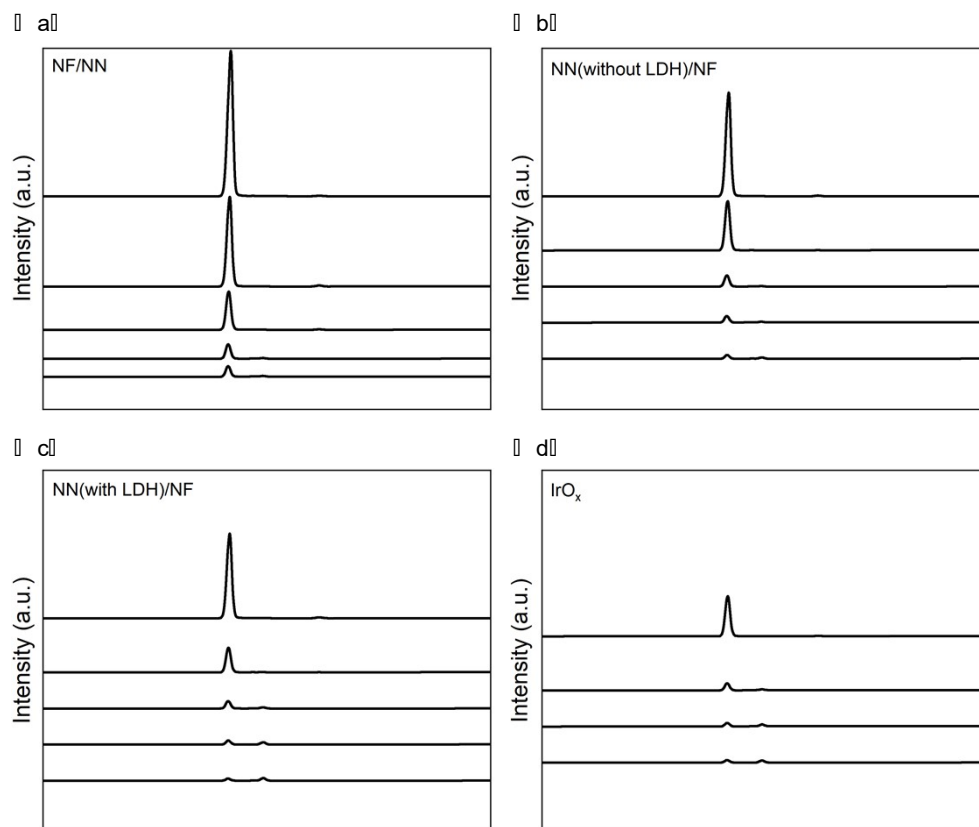 ( a)
( b)
NF/NN
NN(without LDH)/NF
Intensity (a.u.)
Intensity (a.u.)
( c)
( d)
NN(with LDH)/NF
IrOₓ
Intensity (a.u.)
Intensity (a.u.)